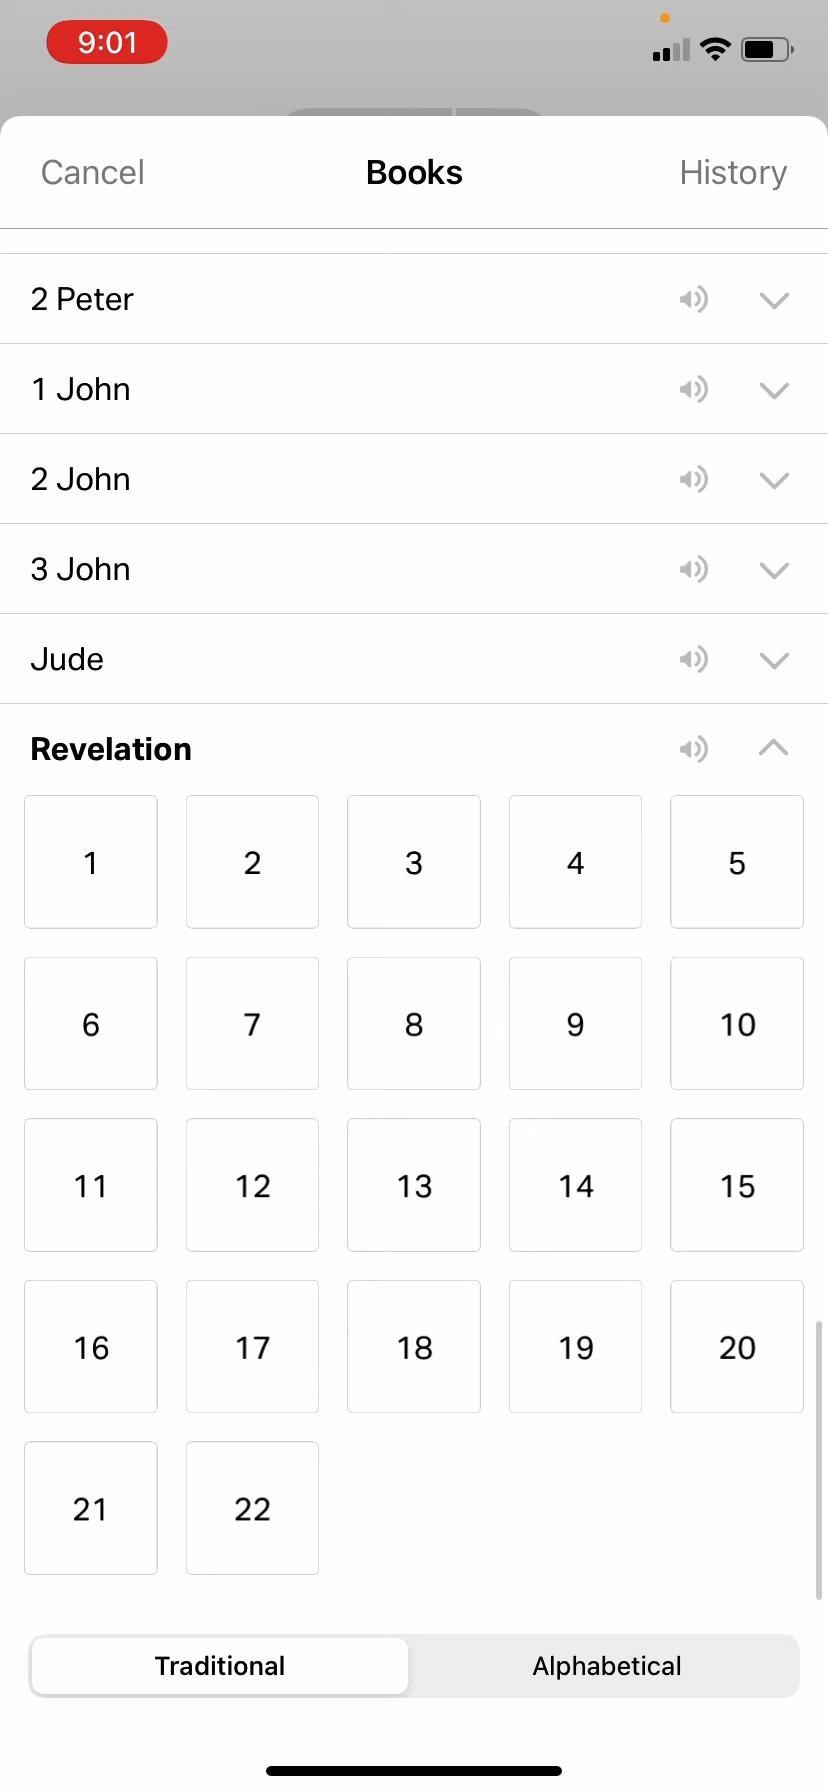 9:01
Cancel Books History
2 Peter
1 John
2 John
3 John
Jude
Revelation
1 2 3 4 5
6 7 8 9 10
11 12 13 14 15
16 17 18 19 20
21 22
Traditional Alphabetical